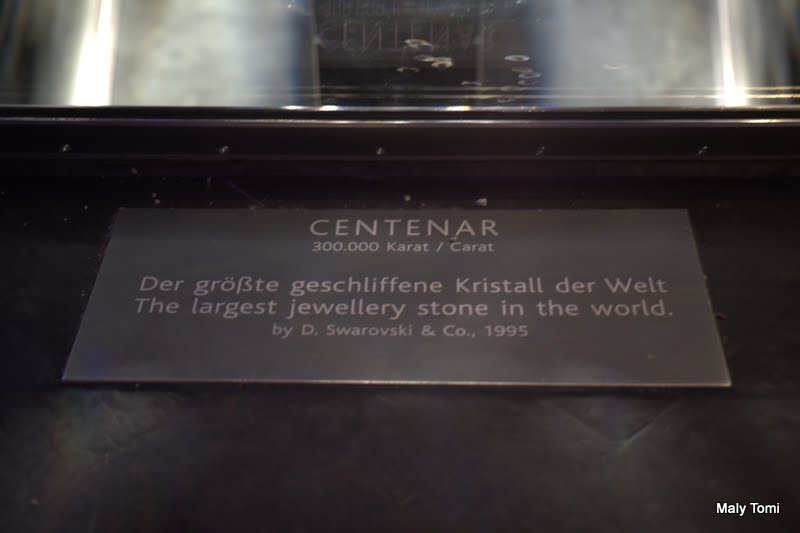 CENTENAR
CENTENAR
300.000 Karat / Carat
Der größte geschliffene Kristall der Welt
The largest jewellery stone in the world.
by D. Swarovski & Co., 1995
Maly Tomi